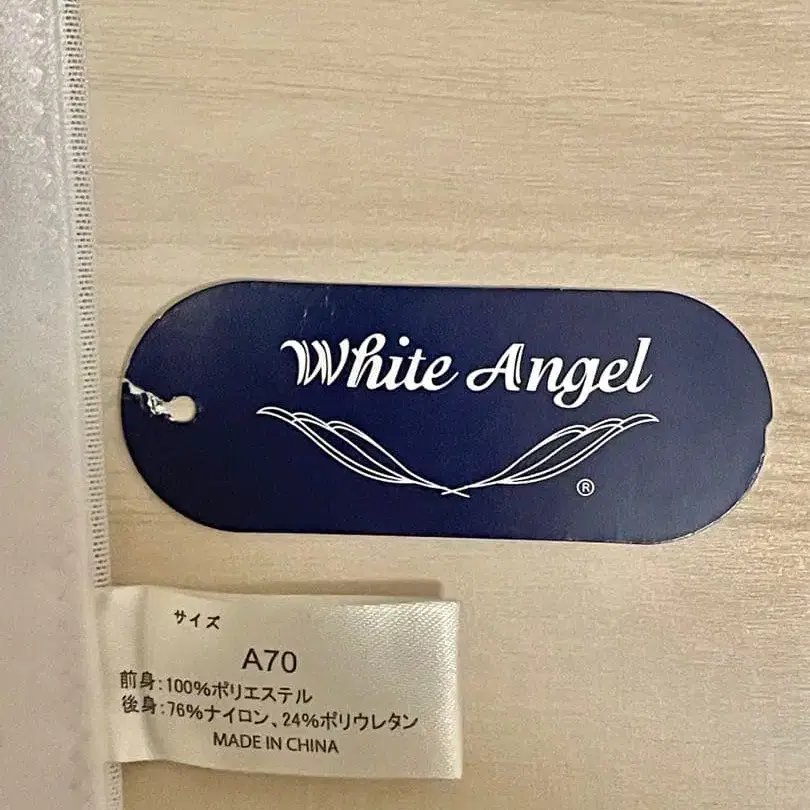 White Angel
®
サイズ
A70
前身:100%ポリエステル
後身:76%ナイロン、24%ポリウレタン
MADE IN CHINA